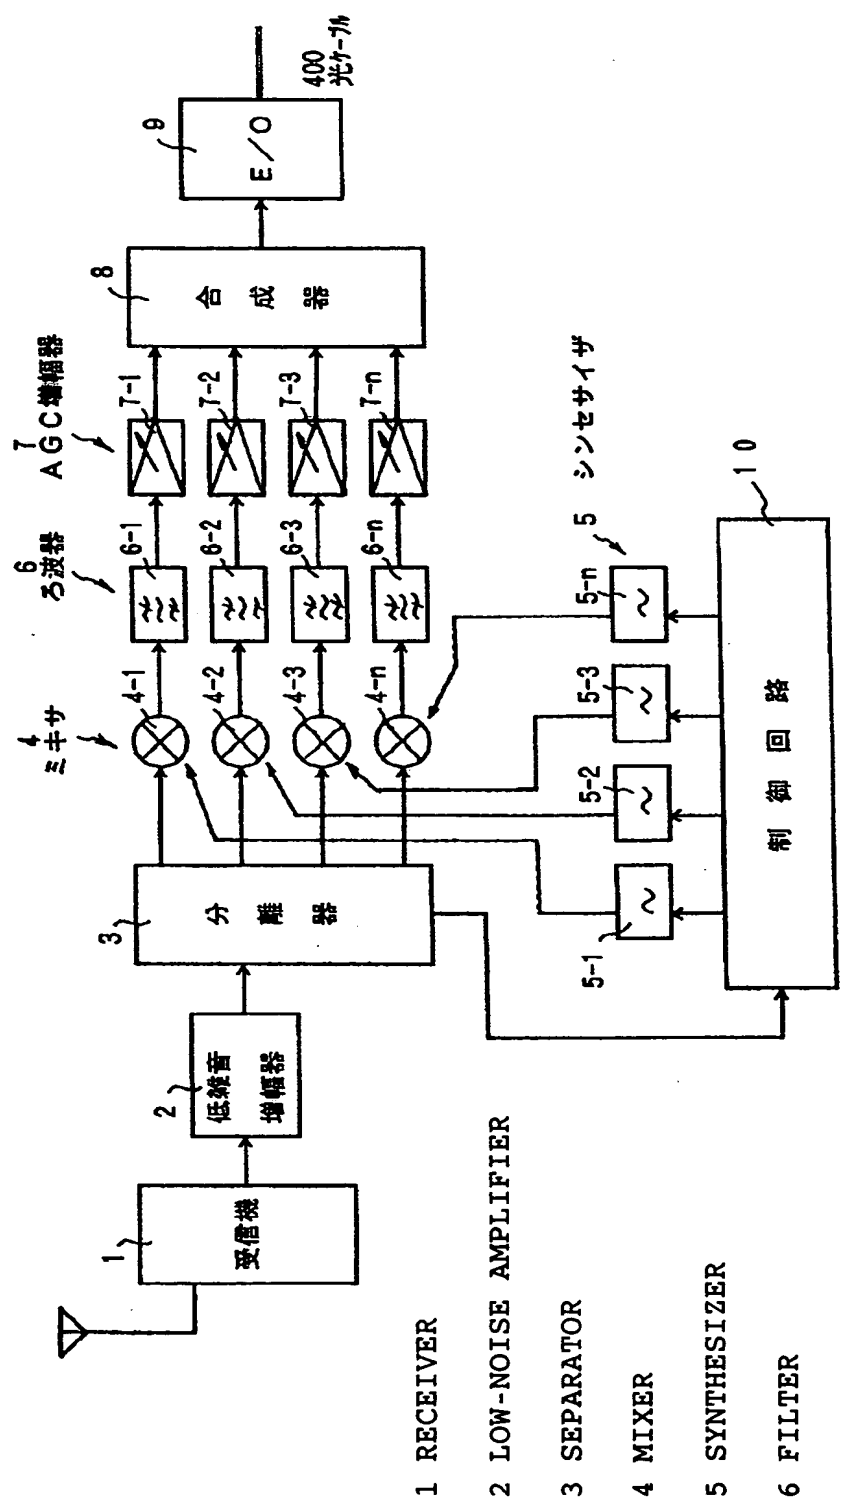 1
受信機
2
低雑音
増幅器
3
分離器
4
ミキサ
4-1
4-2
4-3
4-n
6
ろ波器
6-1
6-2
6-3
6-n
7
AGC増幅器
7-1
7-2
7-3
7-n
8
合成器
9
E/O
400
光ケーブル
5 シンセサイザ
5-1
5-2
5-3
5-n
10
制御回路
1 RECEIVER
2 LOW-NOISE AMPLIFIER
3 SEPARATOR
4 MIXER
5 SYNTHESIZER
6 FILTER